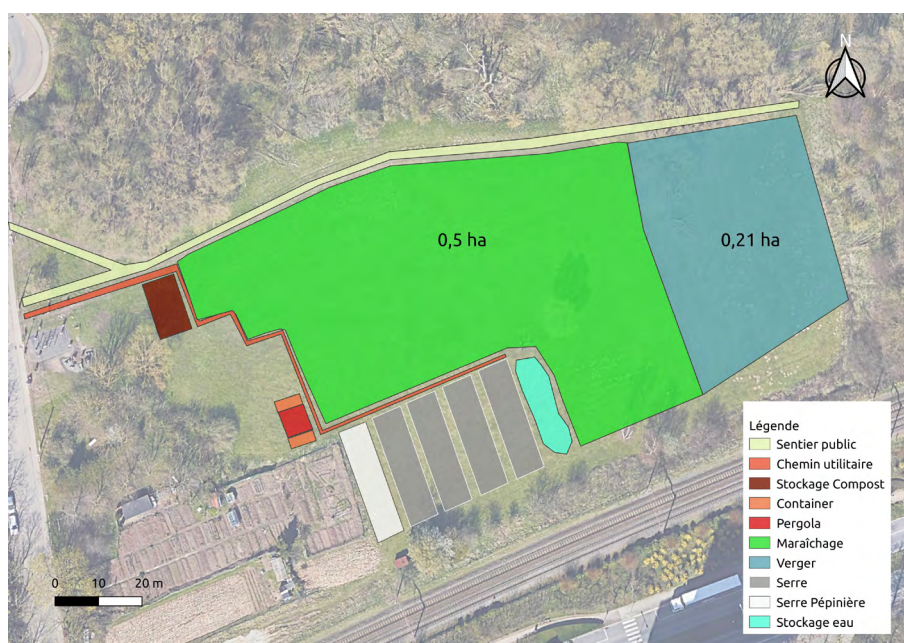 N
0,5 ha
0,21 ha
Légende
Sentier public
Chemin utilitaire
Stockage Compost
Container
Pergola
Maraîchage
Verger
Serre
Serre Pépinière
Stockage eau
0 10 20 m